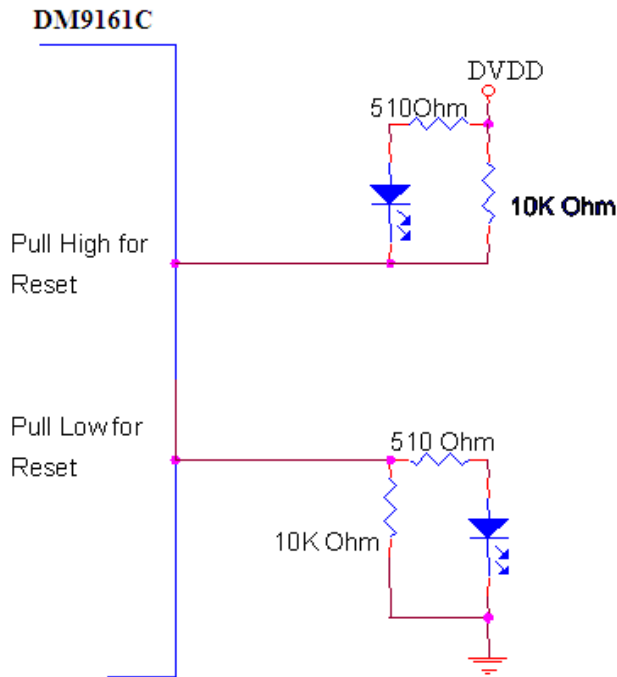 DM9161C
DVDD
510Ohm
10K Ohm
Pull High for
Reset
Pull Low for
Reset
510 Ohm
10K Ohm